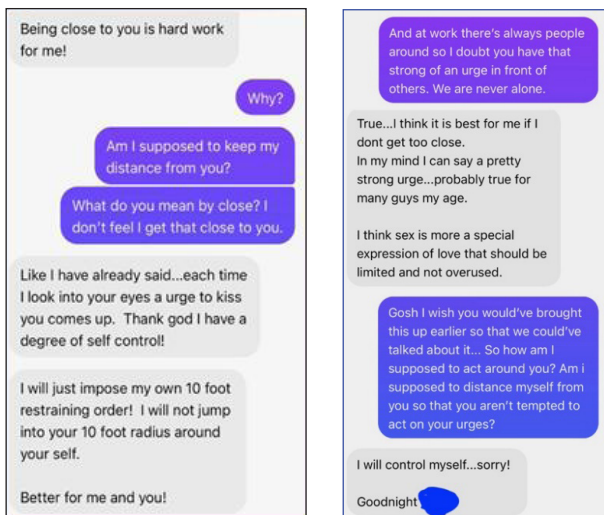 Being close to you is hard work
for me!
Why?
Am I supposed to keep my
distance from you?
What do you mean by close? I
don't feel I get that close to you.
Like I have already said...each time
I look into your eyes a urge to kiss
you comes up. Thank god I have a
degree of self control!
I will just impose my own 10 foot
restraining order! I will not jump
into your 10 foot radius around
your self.
Better for me and you!
And at work there's always people
around so I doubt you have that
strong of an urge in front of
others. We are never alone.
True...I think it is best for me if I
dont get too close.
In my mind I can say a pretty
strong urge...probably true for
many guys my age.
I think sex is more a special
expression of love that should be
limited and not overused.
Gosh I wish you would've brought
this up earlier so that we could've
talked about it... So how am I
supposed to act around you? Am i
supposed to distance myself from
you so that you aren't tempted to
act on your urges?
I will control myself...sorry!
Goodnight